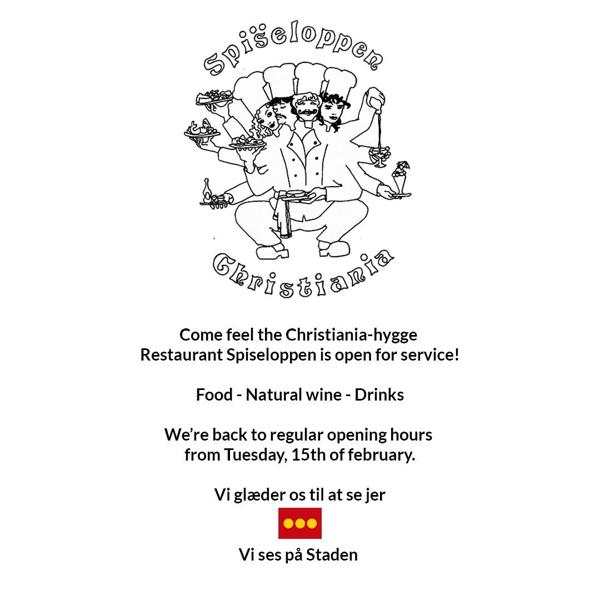 Spiseloppen
Christiania
Come feel the Christiania-hygge
Restaurant Spiseloppen is open for service!
Food - Natural wine - Drinks
We're back to regular opening hours
from Tuesday, 15th of february.
Vi glæder os til at se jer
Vi ses på Staden